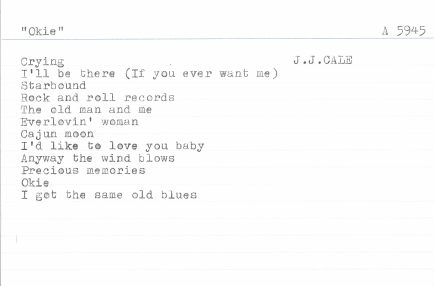 "Okie" A 5945
Crying J.J.CALE
I'll be there (If you ever want me)
Starbound
Rock and roll records
The old man and me
Everlovin' woman
Cajun moon
I'd like to love you baby
Anyway the wind blows
Precious memories
Okie
I got the same old blues